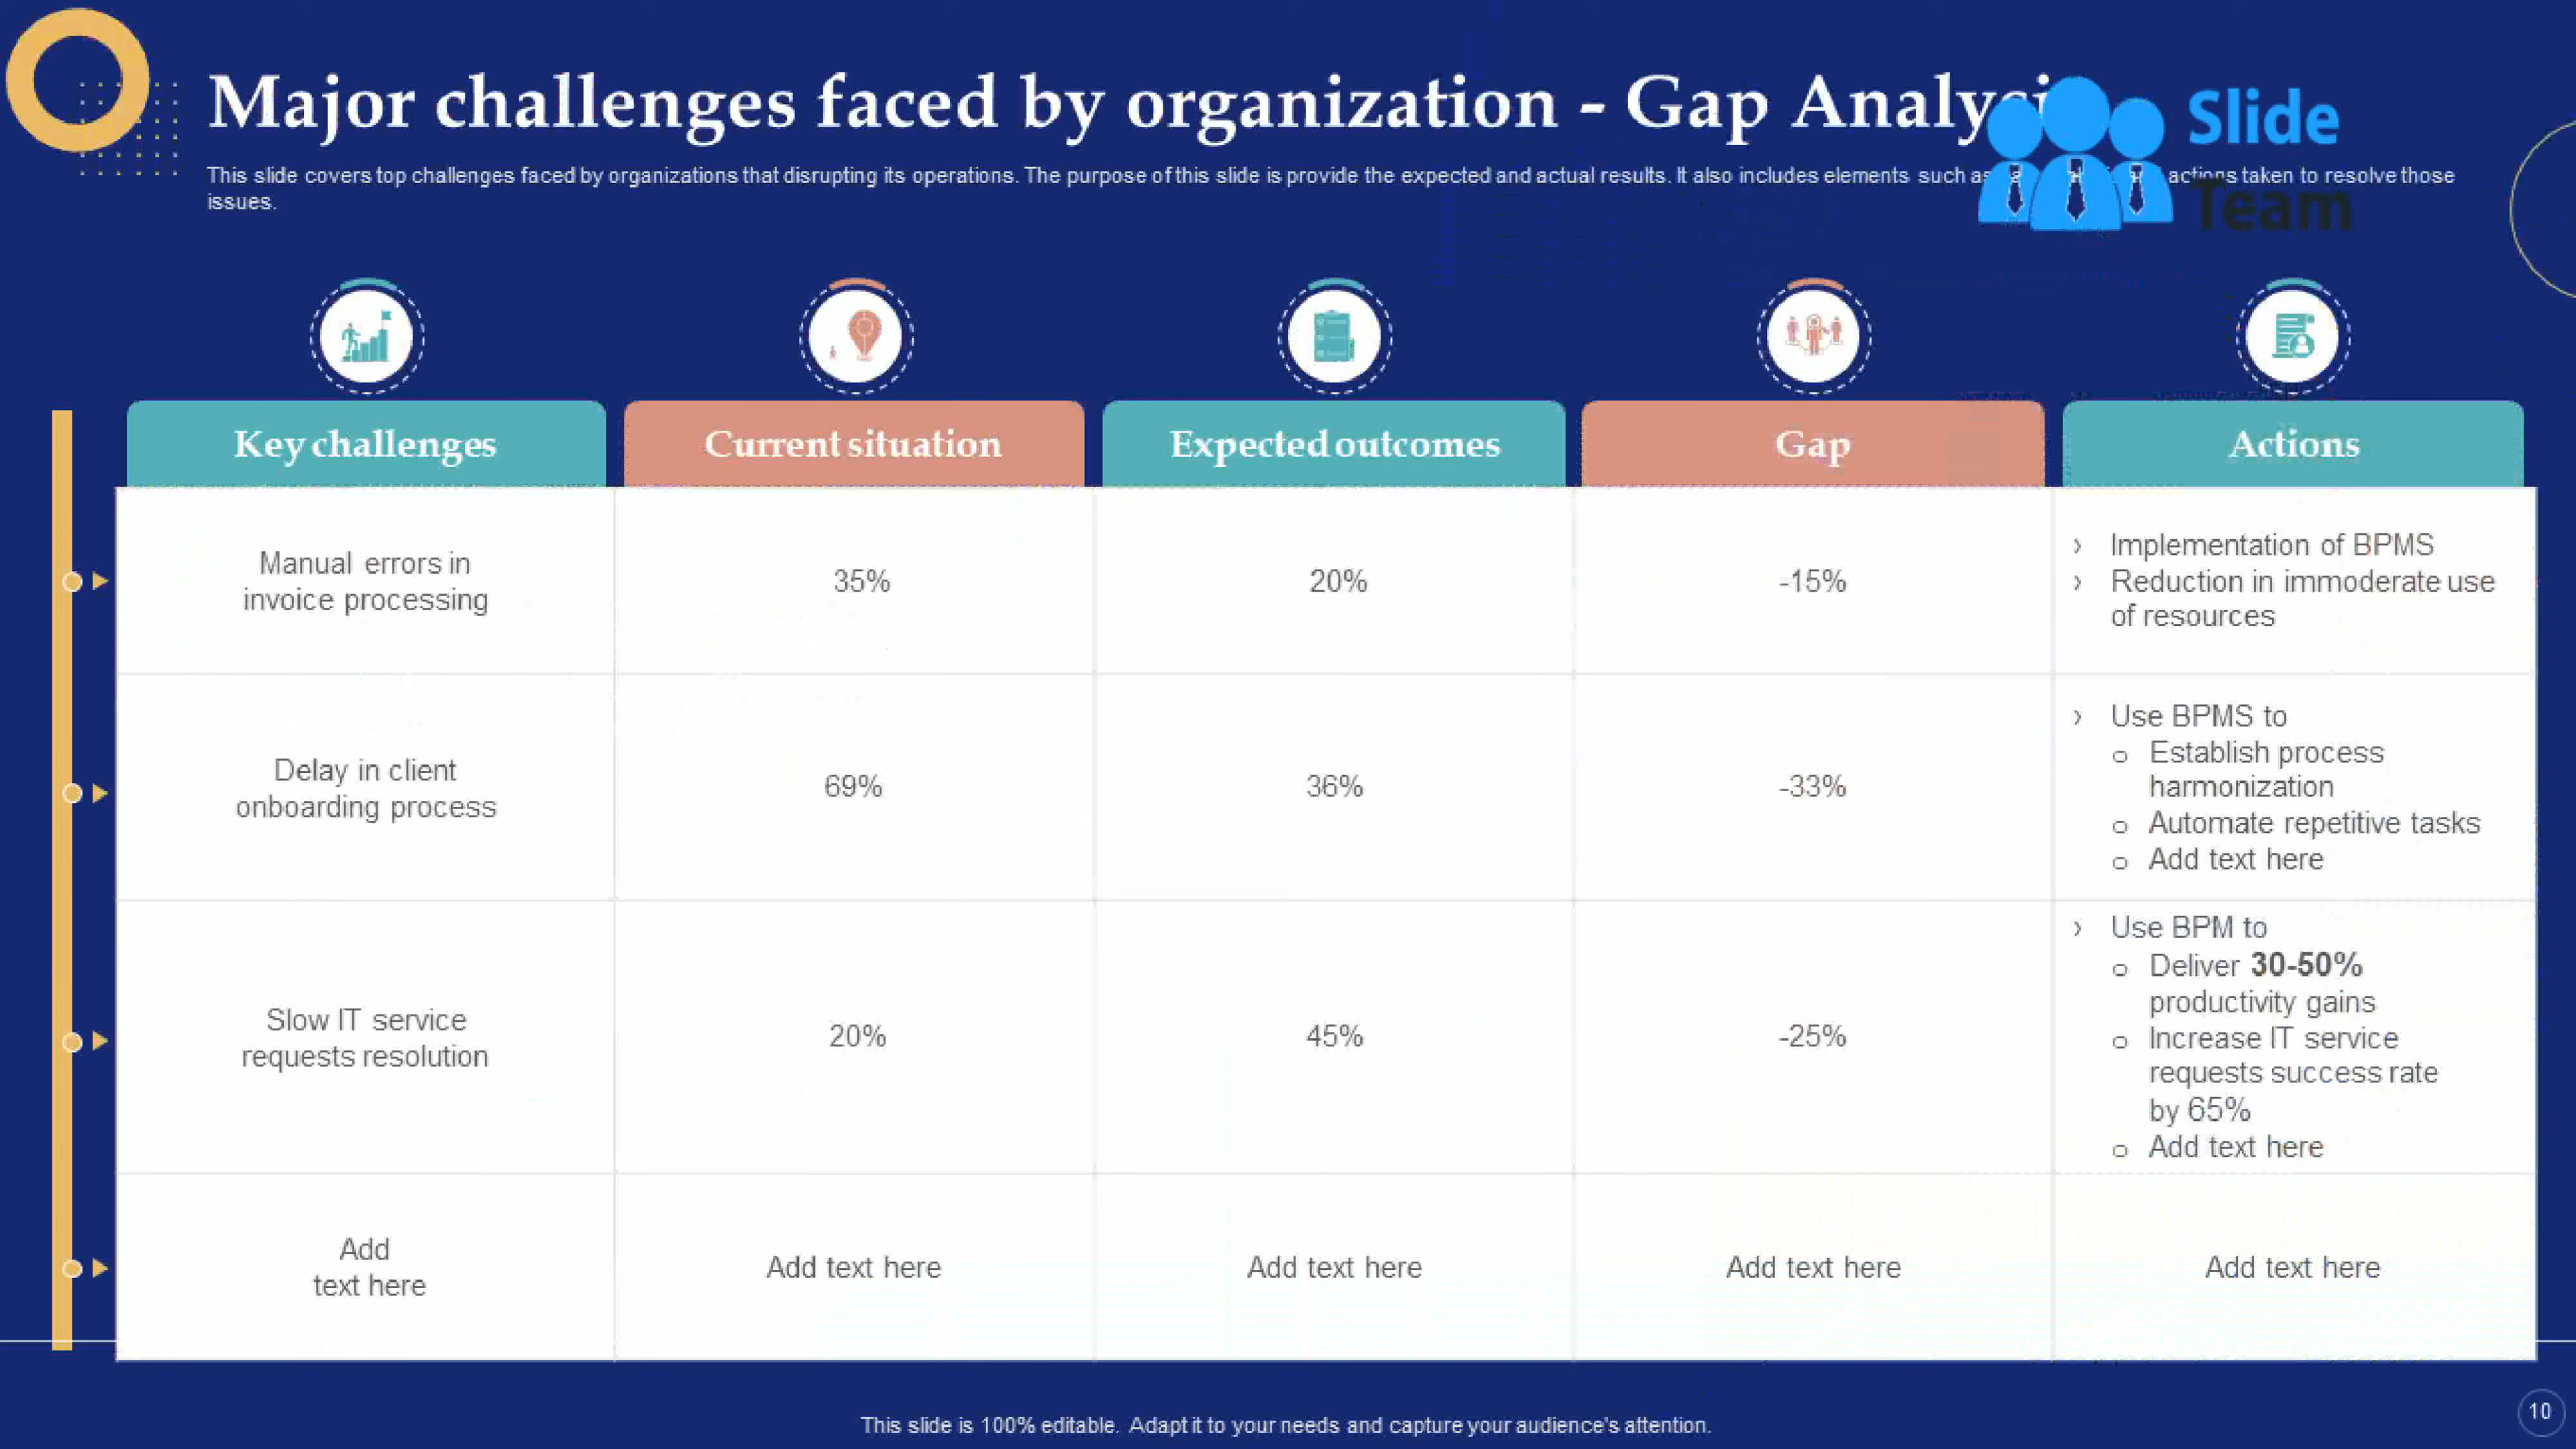 Major challenges faced by organization - Gap
Slide
Team
This slide covers top challenges faced by organizations that disrupting its operations. The purpose of this slide is provide the expected and actual results. It also includes elements such as actions taken to resolve those
issues.
Key challenges
Current situation
Expected outcomes
Gap
Actions
Manual errors in
invoice processing
35%
20%
-15%
› Implementation of BPMS
› Reduction in immoderate use
of resources
Delay in client
onboarding process
69%
36%
-33%
› Use BPMS to
o Establish process
harmonization
o Automate repetitive tasks
o Add text here
Slow IT service
requests resolution
20%
45%
-25%
› Use BPM to
o Deliver 30-50%
productivity gains
o Increase IT service
requests success rate
by 65%
o Add text here
Add
text here
Add text here
Add text here
Add text here
Add text here
This slide is 100% editable. Adapt it to your needs and capture your audience's attention.
10